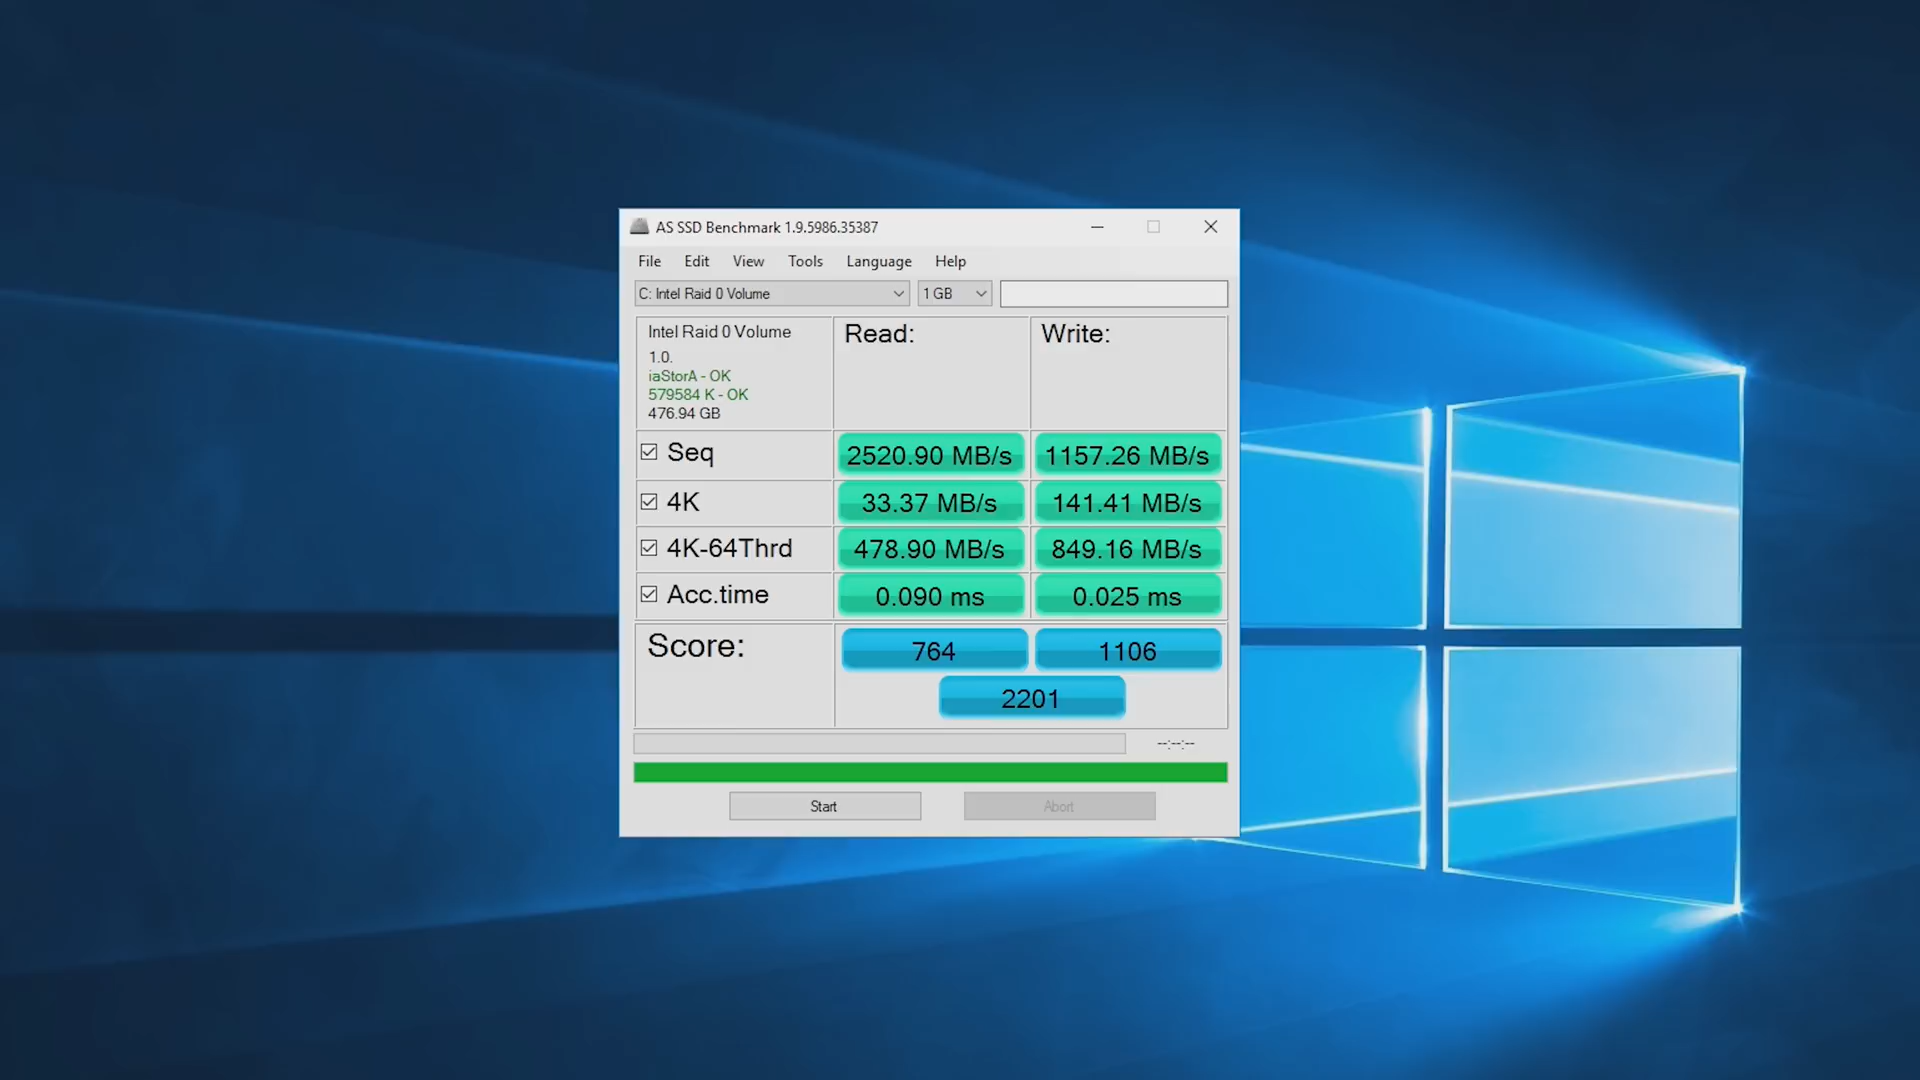 AS SSD Benchmark 1.9.5986.35387
File Edit View Tools Language Help
C: Intel Raid 0 Volume 1 GB
Intel Raid 0 Volume
1.0.
iaStorA - OK
579584 K - OK
476.94 GB
Read: Write:
Seq 2520.90 MB/s 1157.26 MB/s
4K 33.37 MB/s 141.41 MB/s
4K-64Thrd 478.90 MB/s 849.16 MB/s
Acc.time 0.090 ms 0.025 ms
Score: 764 1106
2201
--:--:--
Start Abort